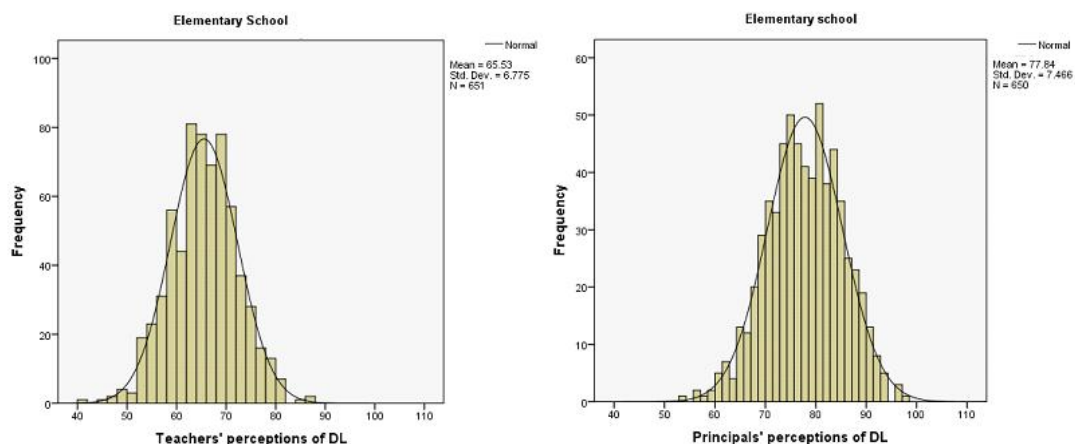 Elementary School
Normal
Mean = 65.53
Std. Dev. = 6.775
N = 651
100
80
60
40
20
0
Frequency
40 50 60 70 80 90 100 110
Teachers' perceptions of DL
Elementary school
Normal
Mean = 77.84
Std. Dev. = 7.466
N = 650
60
50
40
30
20
10
0
Frequency
40 50 60 70 80 90 100 110
Principals' perceptions of DL